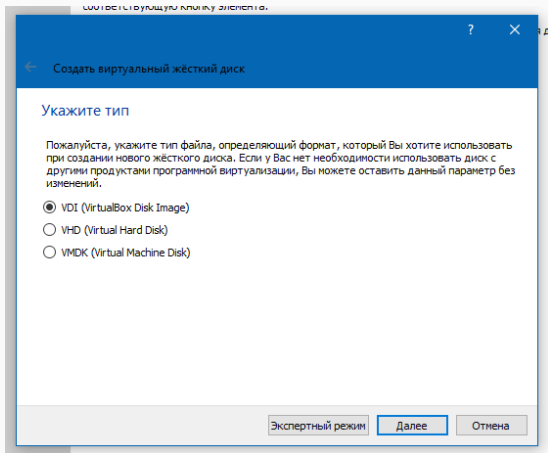 соответствующую кнопку элемента.
?
Создать виртуальный жёсткий диск
Укажите тип
Пожалуйста, укажите тип файла, определяющий формат, который Вы хотите использовать
при создании нового жёсткого диска. Если у Вас нет необходимости использовать диск с
другими продуктами программной виртуализации, Вы можете оставить данный параметр без
изменений.
VDI (VirtualBox Disk Image)
VHD (Virtual Hard Disk)
VMDK (Virtual Machine Disk)
Экспертный режим Далее Отмена